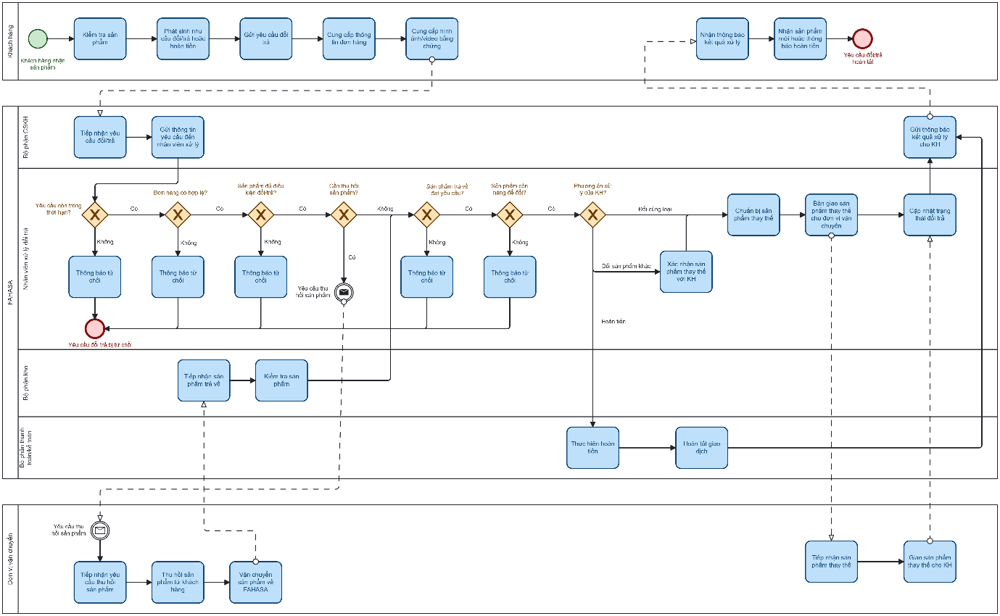 Khách hàng
Khách hàng nhận
sản phẩm
Kiểm tra sản
phẩm
Phát sinh nhu
cầu đổi/trả hoặc
hoàn tiền
Gửi yêu cầu đổi
trả
Cung cấp thông
tin đơn hàng
Cung cấp hình
ảnh/video bằng
chứng
Nhận thông báo
kết quả xử lý
Nhận sản phẩm
mới hoặc thông
báo hoàn tiền
Yêu cầu đổi/trả
hoàn tất
FAHASA
Bộ phận CSKH
Tiếp nhận yêu
cầu đổi/trả
Gửi thông tin
yêu cầu đến
nhân viên xử lý
Gửi thông báo
kết quả xử lý
cho KH
Nhân viên xử lý đổi trả
Yêu cầu còn trong
thời hạn?
Có
Đơn hàng có hợp lệ?
Có
Sản phẩm đủ điều
kiện đổi/trả?
Có
Cần thu hồi
sản phẩm?
Không
Sản phẩm trả về
đạt yêu cầu?
Có
Sản phẩm còn
hàng để đổi?
Có
Phương án xử
lý của KH?
Đổi cùng loại
Chuẩn bị sản
phẩm thay thế
Bàn giao sản
phẩm thay thế
cho đơn vị vận
chuyển
Cập nhật trạng
thái đổi trả
Không
Không
Không
Có
Không
Không
Thông báo từ
chối
Thông báo từ
chối
Thông báo từ
chối
Yêu cầu thu
hồi sản phẩm
Thông báo từ
chối
Thông báo từ
chối
Đổi sản phẩm khác
Xác nhận sản
phẩm thay thế
với KH
Hoàn tiền
Yêu cầu đổi trả bị từ chối
Bộ phận kho
Tiếp nhận sản
phẩm trả về
Kiểm tra sản
phẩm
Bộ phận thanh
toán/kế toán
Thực hiện hoàn
tiền
Hoàn tất giao
dịch
Đơn vị vận chuyển
Yêu cầu thu
hồi sản phẩm
Tiếp nhận yêu
cầu thu hồi
sản phẩm
Thu hồi sản
phẩm từ khách
hàng
Vận chuyển
sản phẩm về
FAHASA
Tiếp nhận sản
phẩm thay thế
Giao sản phẩm
thay thế cho KH